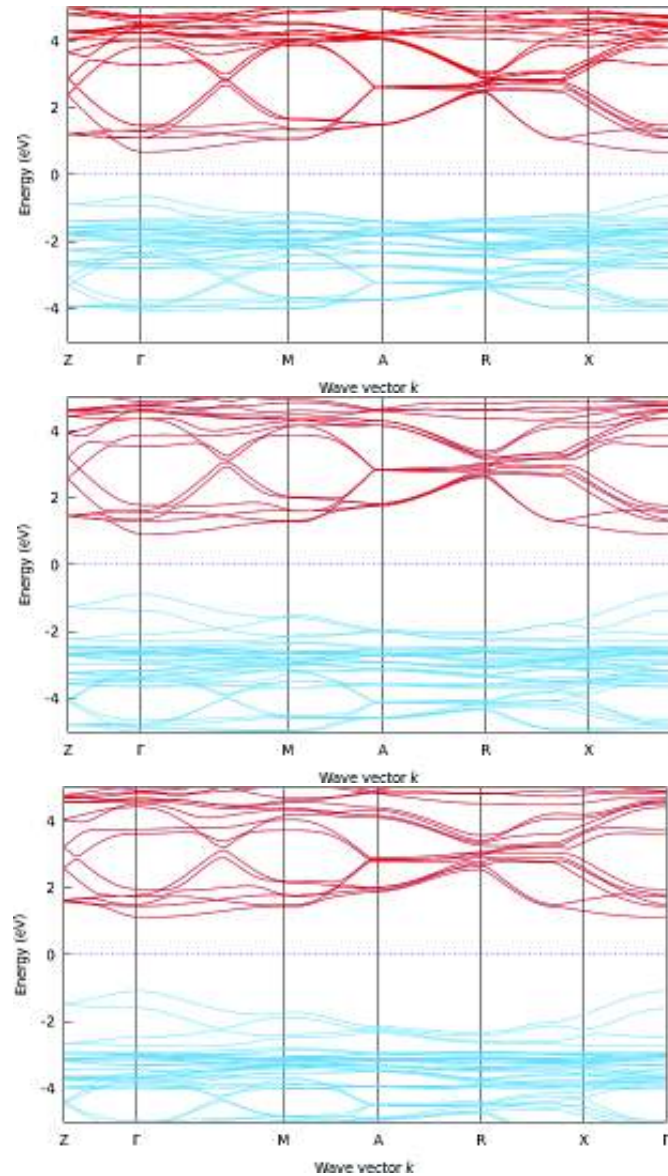 4
2
0
-2
-4
Energy (eV)
Z Γ M A R X
Wave vector k
4
2
0
-2
-4
Energy (eV)
Z Γ M A R X
Wave vector k
4
2
0
-2
-4
Energy (eV)
Z Γ M A R X Γ
Wave vector k